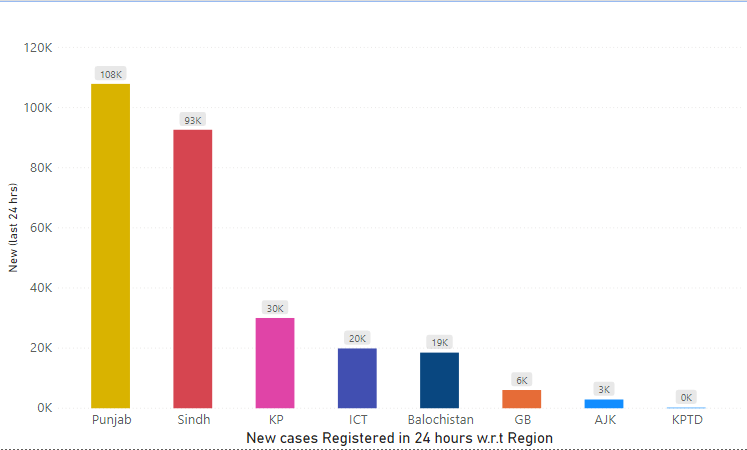 New (last 24 hrs)
120K
100K
80K
60K
40K
20K
0K
108K
93K
30K
20K
19K
6K
3K
0K
Punjab Sindh KP ICT Balochistan GB AJK KPTD
New cases Registered in 24 hours w.r.t Region